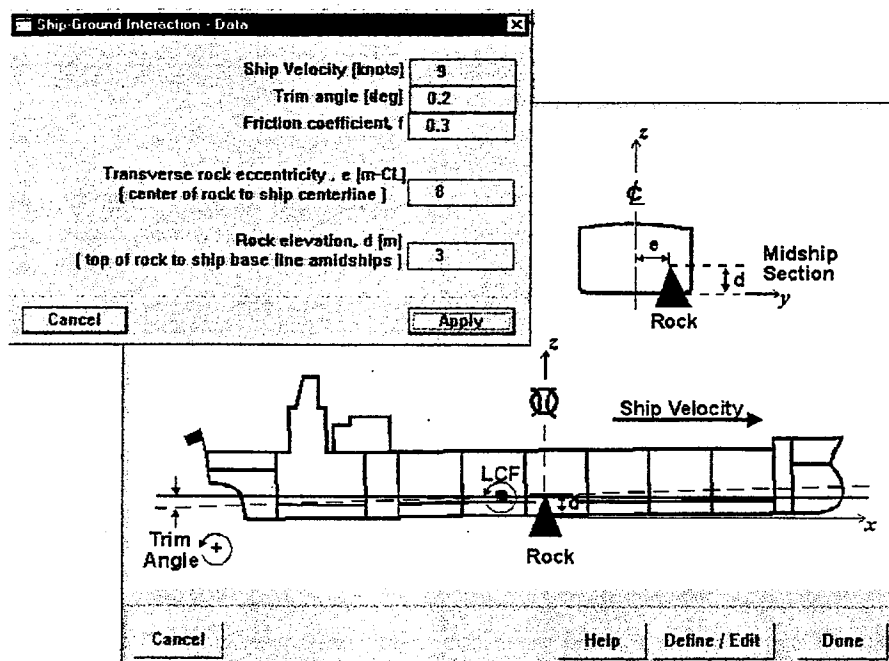 Ship-Ground Interaction - Data
Ship Velocity [knots] 9
Trim angle [deg] 0.2
Friction coefficient, f 0.3
Transverse rock eccentricity , e [m-CL]
[ center of rock to ship centerline ] 8
Rock elevation, d [m]
[ top of rock to ship base line amidships ] 3
Cancel Apply
z
e
d
Midship
Section
y
Rock
z
Ship Velocity
LCF
d
x
Trim
Angle
Rock
Cancel Help Define / Edit Done